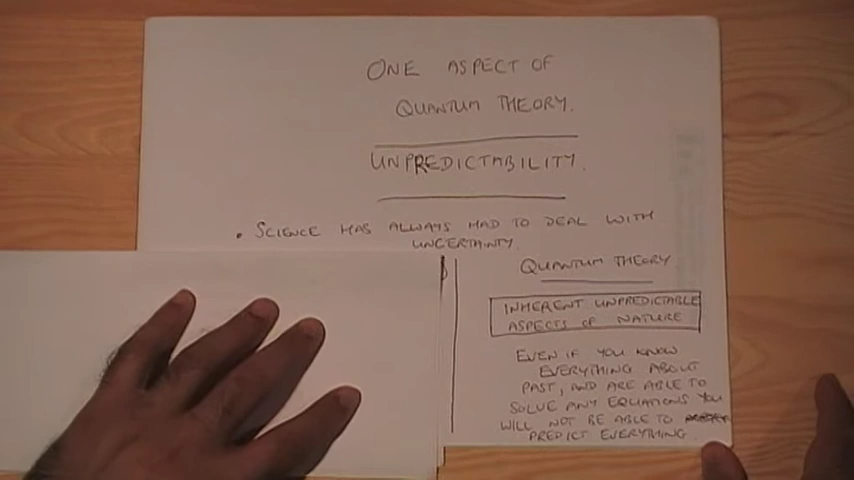 ONE ASPECT OF
QUANTUM THEORY.
UNPREDICTABILITY.
• SCIENCE HAS ALWAYS HAD TO DEAL WITH
UNCERTAINTY.
QUANTUM THEORY
INHERENT UNPREDICTABLE
ASPECTS OF NATURE
EVEN IF YOU KNOW
EVERYTHING ABOUT
PAST, AND ARE ABLE TO
SOLVE ANY EQUATIONS YOU
WILL NOT BE ABLE TO
PREDICT EVERYTHING